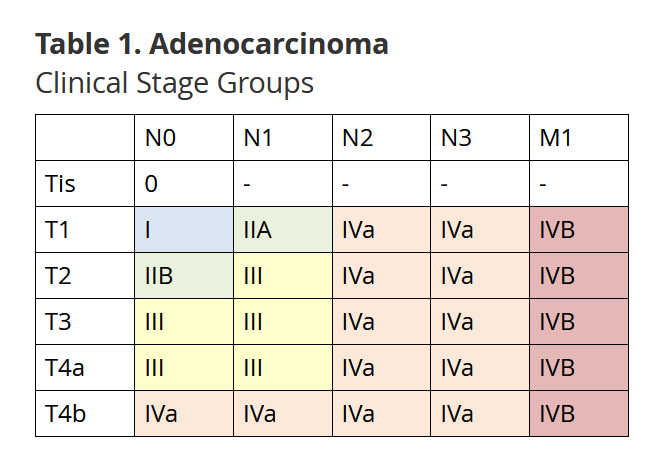 Table 1. Adenocarcinoma
Clinical Stage Groups
N0 N1 N2 N3 M1
Tis 0 - - - -
T1 I IIA IVa IVa IVB
T2 IIB III IVa IVa IVB
T3 III III IVa IVa IVB
T4a III III IVa IVa IVB
T4b IVa IVa IVa IVa IVB